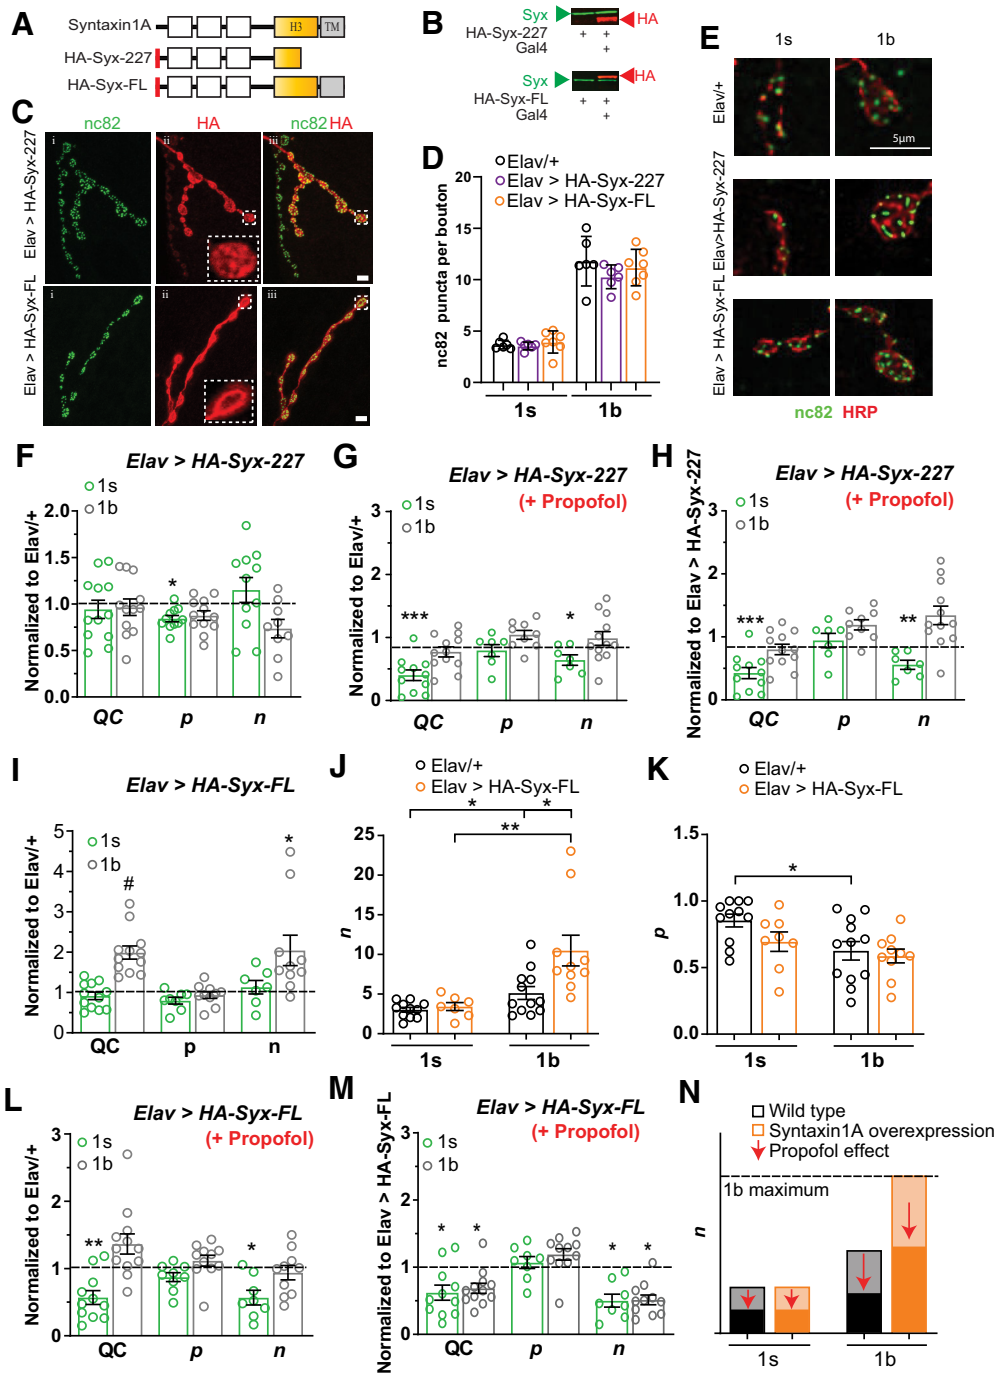 A
Syntaxin1A
H3
TM
HA-Syx-227
HA-Syx-FL
B
Syx
HA
HA-Syx-227 + +
Gal4 +
Syx
HA
HA-Syx-FL + +
Gal4 +
C
nc82
HA
nc82 HA
Elav > HA-Syx-227
i
ii
iii
Elav > HA-Syx-FL
i
ii
iii
D
Elav/+
Elav > HA-Syx-227
Elav > HA-Syx-FL
nc82 puncta per bouton
20
15
10
5
0
1s
1b
E
1s
1b
Elav/+
5µm
Elav>HA-Syx-227
Elav > HA-Syx-FL
nc82 HRP
F
Elav > HA-Syx-227
1s
1b
Normalized to Elav/+
2.0
1.5
1.0
0.5
0.0
*
QC
p
n
G
Elav > HA-Syx-227
(+ Propofol)
1s
1b
Normalized to Elav/+
3
2
1
0
***
*
QC
p
n
H
Elav > HA-Syx-227
(+ Propofol)
1s
1b
Normalized to Elav > HA-Syx-227
3
2
1
0
***
**
QC
p
n
I
Elav > HA-Syx-FL
1s
1b
Normalized to Elav/+
5
4
3
2
1
0
#
*
QC
p
n
J
Elav/+
Elav > HA-Syx-FL
* *
**
n
25
20
15
10
5
0
1s
1b
K
Elav/+
Elav > HA-Syx-FL
*
p
1.5
1.0
0.5
0.0
1s
1b
L
Elav > HA-Syx-FL
(+ Propofol)
1s
1b
Normalized to Elav/+
3
2
1
0
**
*
QC
p
n
M
Elav > HA-Syx-FL
(+ Propofol)
1s
1b
Normalized to Elav > HA-Syx-FL
3
2
1
0
*
*
*
*
QC
p
n
N
Wild type
Syntaxin1A overexpression
Propofol effect
1b maximum
n
1s
1b